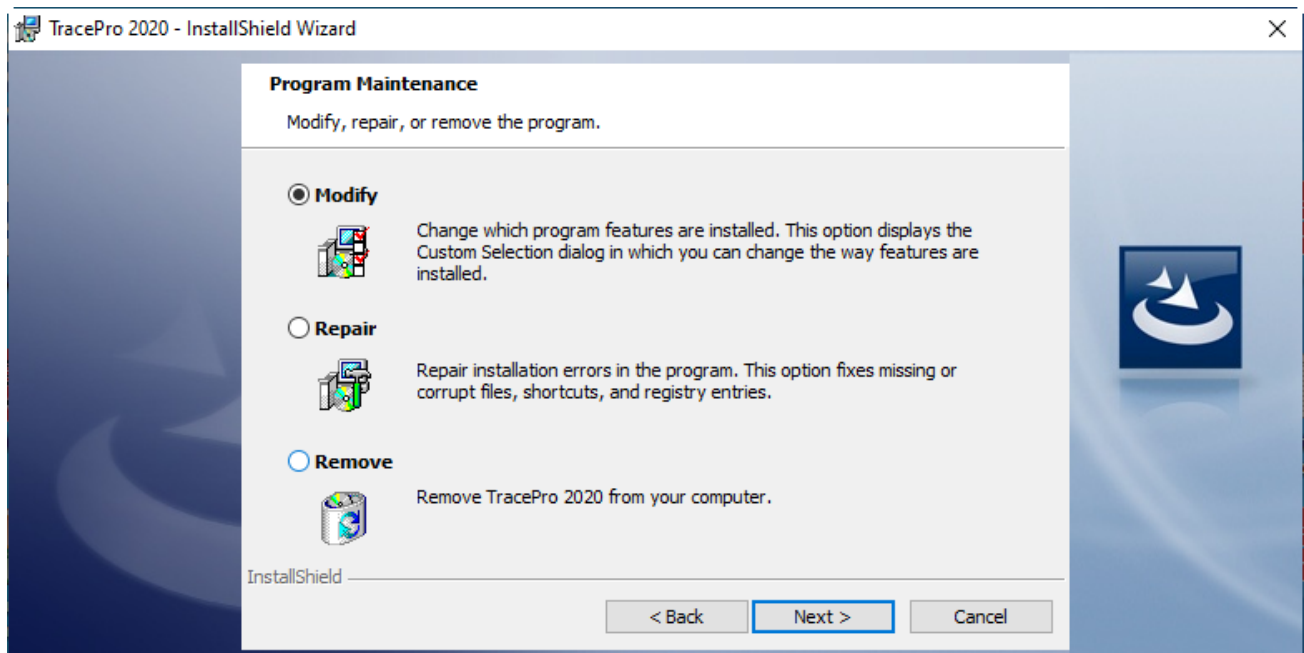 TracePro 2020 - InstallShield Wizard
Program Maintenance
Modify, repair, or remove the program.
Modify
Change which program features are installed. This option displays the
Custom Selection dialog in which you can change the way features are
installed.
Repair
Repair installation errors in the program. This option fixes missing or
corrupt files, shortcuts, and registry entries.
Remove
Remove TracePro 2020 from your computer.
InstallShield
< Back
Next >
Cancel